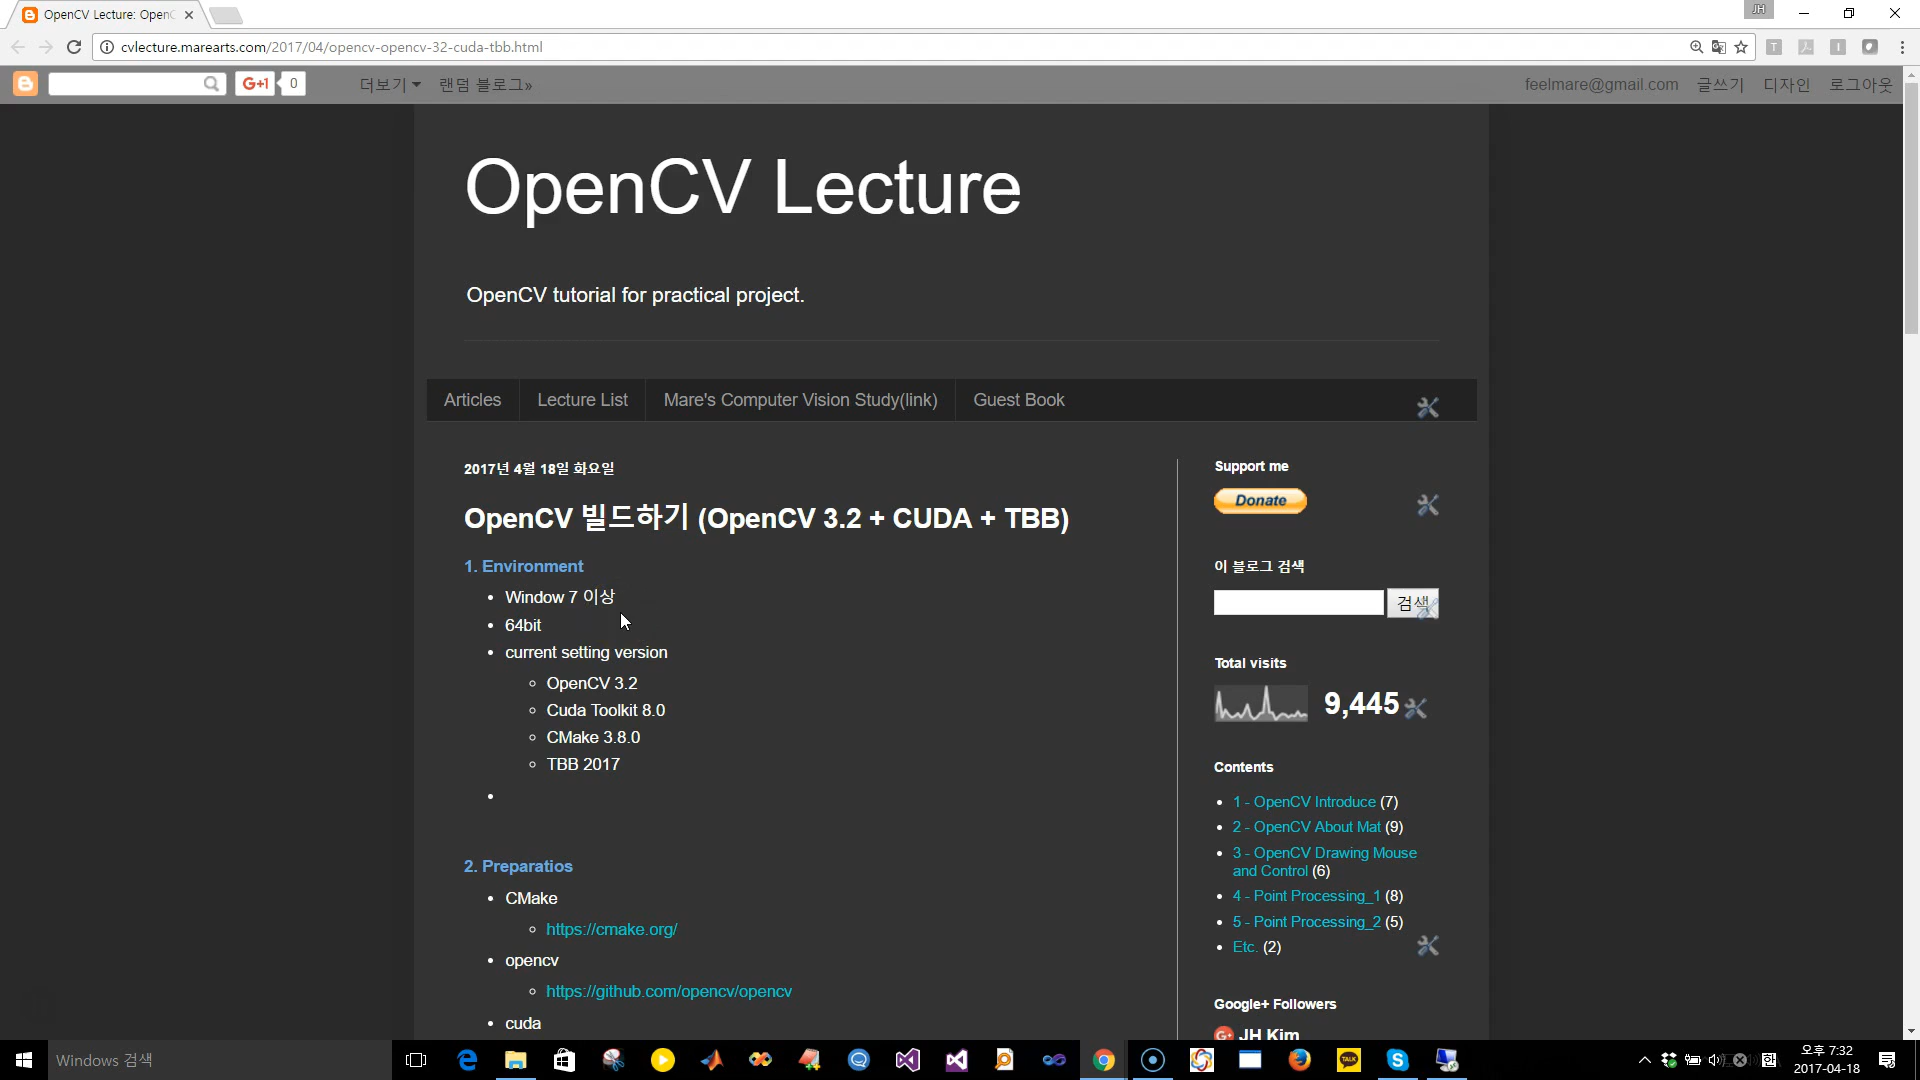 OpenCV Lecture: Open
JH
cvlecture.marearts.com/2017/04/opencv-opencv-32-cuda-tbb.html
G+1 0 더보기 랜덤 블로그» feelmare@gmail.com 글쓰기 디자인 로그아웃
OpenCV Lecture
OpenCV tutorial for practical project.
Articles Lecture List Mare's Computer Vision Study(link) Guest Book
2017년 4월 18일 화요일
OpenCV 빌드하기 (OpenCV 3.2 + CUDA + TBB)
1. Environment
Window 7 이상
64bit
current setting version
OpenCV 3.2
Cuda Toolkit 8.0
CMake 3.8.0
TBB 2017
2. Preparatios
CMake
https://cmake.org/
opencv
https://github.com/opencv/opencv
cuda
Support me
Donate
이 블로그 검색
검색
Total visits
9,445
Contents
1 - OpenCV Introduce (7)
2 - OpenCV About Mat (9)
3 - OpenCV Drawing Mouse
and Control (6)
4 - Point Processing_1 (8)
5 - Point Processing_2 (5)
Etc. (2)
Google+ Followers
JH Kim
Windows 검색
TALK
한
오후 7:32
2017-04-18